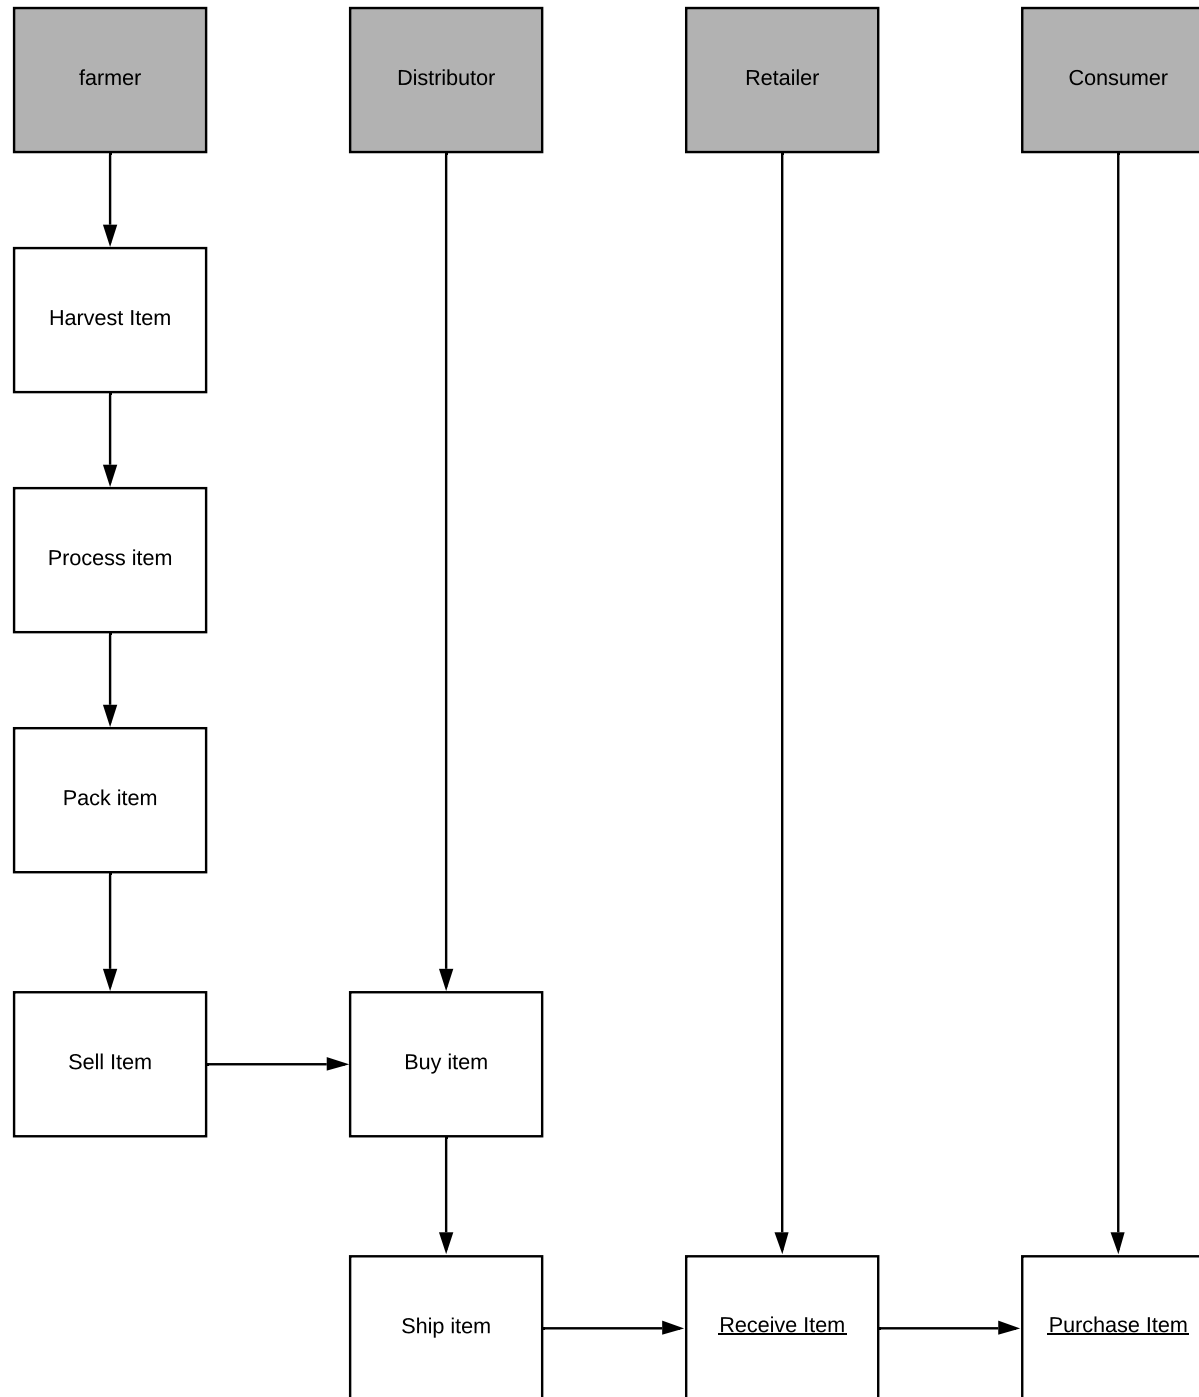 farmer
Distributor
Retailer
Consumer
Harvest Item
Process item
Pack item
Sell Item
Buy item
Ship item
Receive Item
Purchase Item